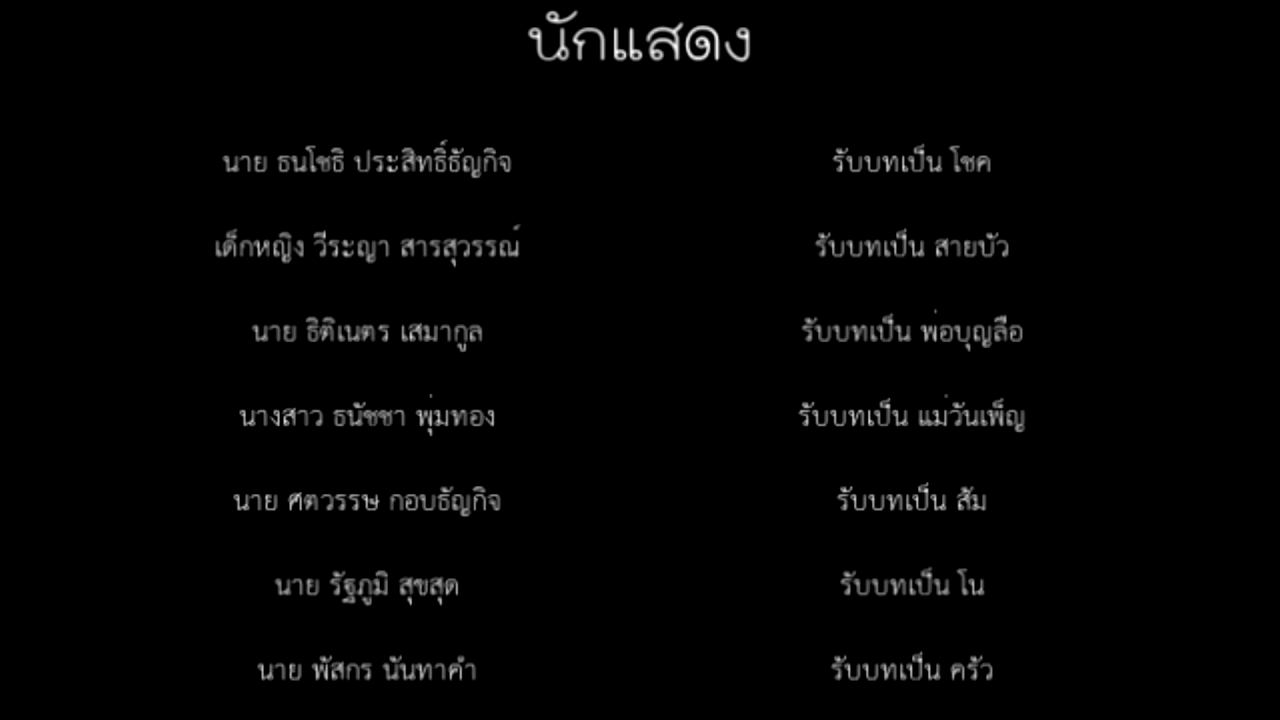 นักแสดง
นาย ธนโชธิ ประสิทธิ์ธัญกิจ รับบทเป็น โชค
เด็กหญิง วีระญา สารสุวรรณ์ รับบทเป็น สายบัว
นาย ธิติเนตร เสมากูล รับบทเป็น พ่อบุญลือ
นางสาว ธนัชชา พุ่มทอง รับบทเป็น แม่วันเพ็ญ
นาย ศตวรรษ กอบธัญกิจ รับบทเป็น สัม
นาย รัฐภูมิ สุขสุด รับบทเป็น โน
นาย พัสกร นันทาคำ รับบทเป็น ครัว